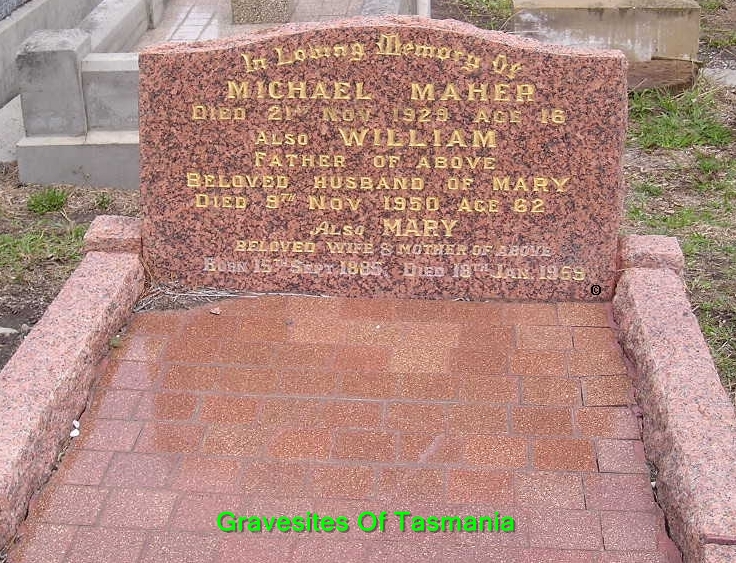 In Loving Memory Of
MICHAEL MAHER
DIED 21ST NOV 1929 AGE 16
ALSO WILLIAM
FATHER OF ABOVE
BELOVED HUSBAND OF MARY
DIED 9TH NOV 1950 AGE 62
ALSO MARY
BELOVED WIFE & MOTHER OF ABOVE
BORN 15TH SEPT 1885, DIED 18TH JAN 1959
Gravesites Of Tasmania